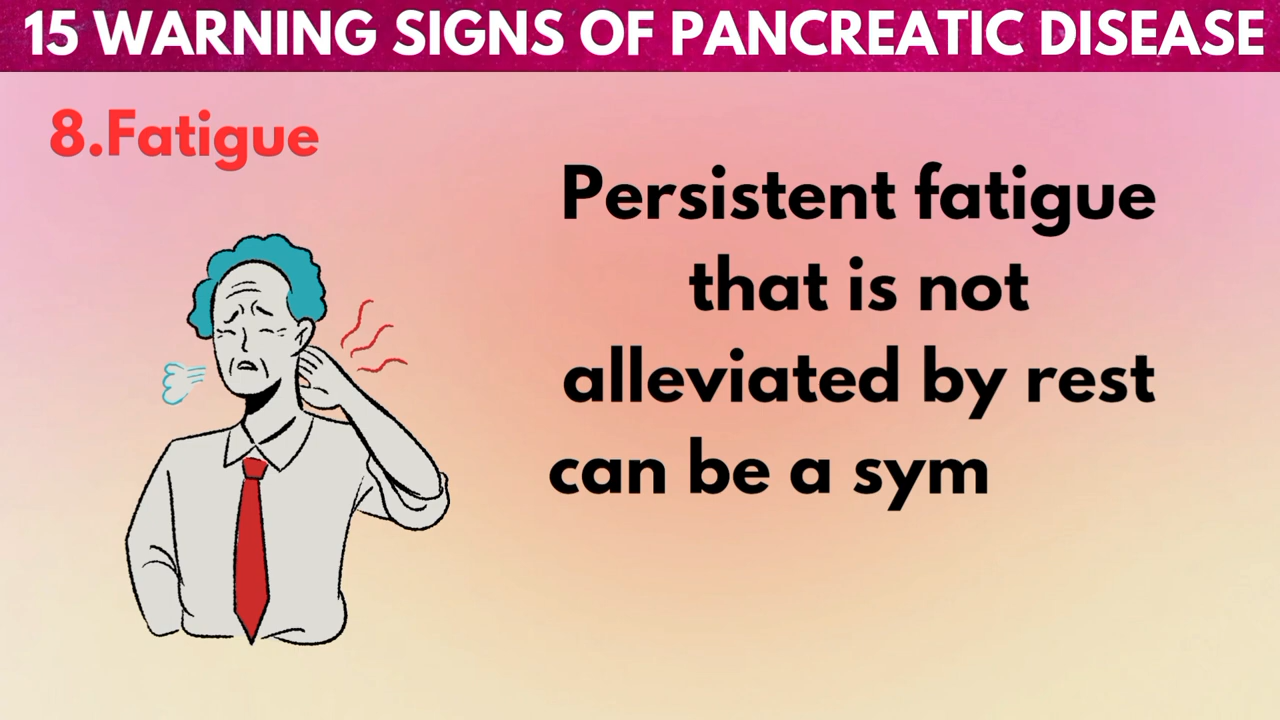 15 WARNING SIGNS OF PANCREATIC DISEASE
8.Fatigue
Persistent fatigue
that is not
alleviated by rest
can be a sym